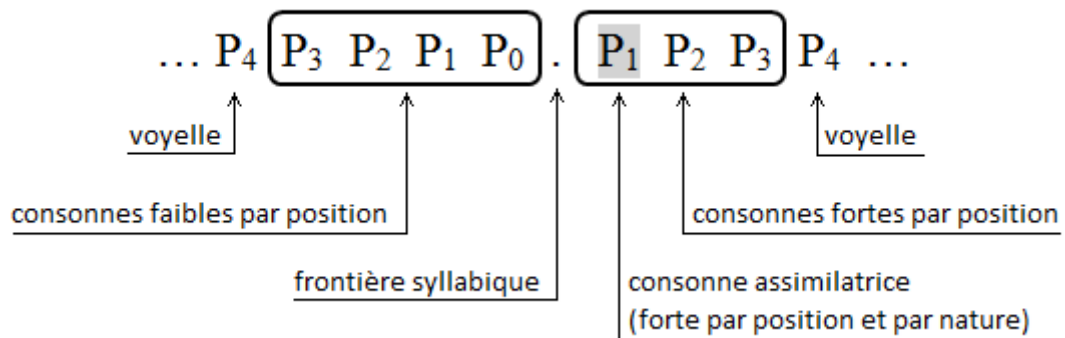 … P₄ P₃ P₂ P₁ P₀ . P₁ P₂ P₃ P₄ …
voyelle voyelle
consonnes faibles par position consonnes fortes par position
frontière syllabique consonne assimilatrice
(forte par position et par nature)